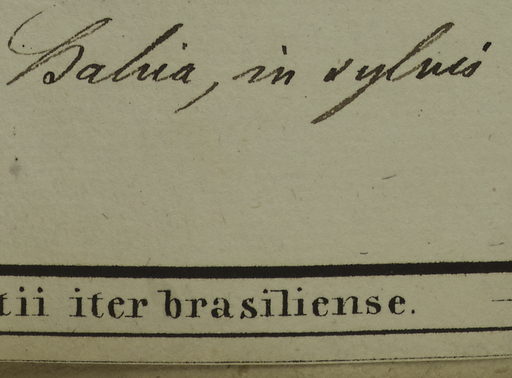 Bahia, in sylvis
tii iter brasiliense.